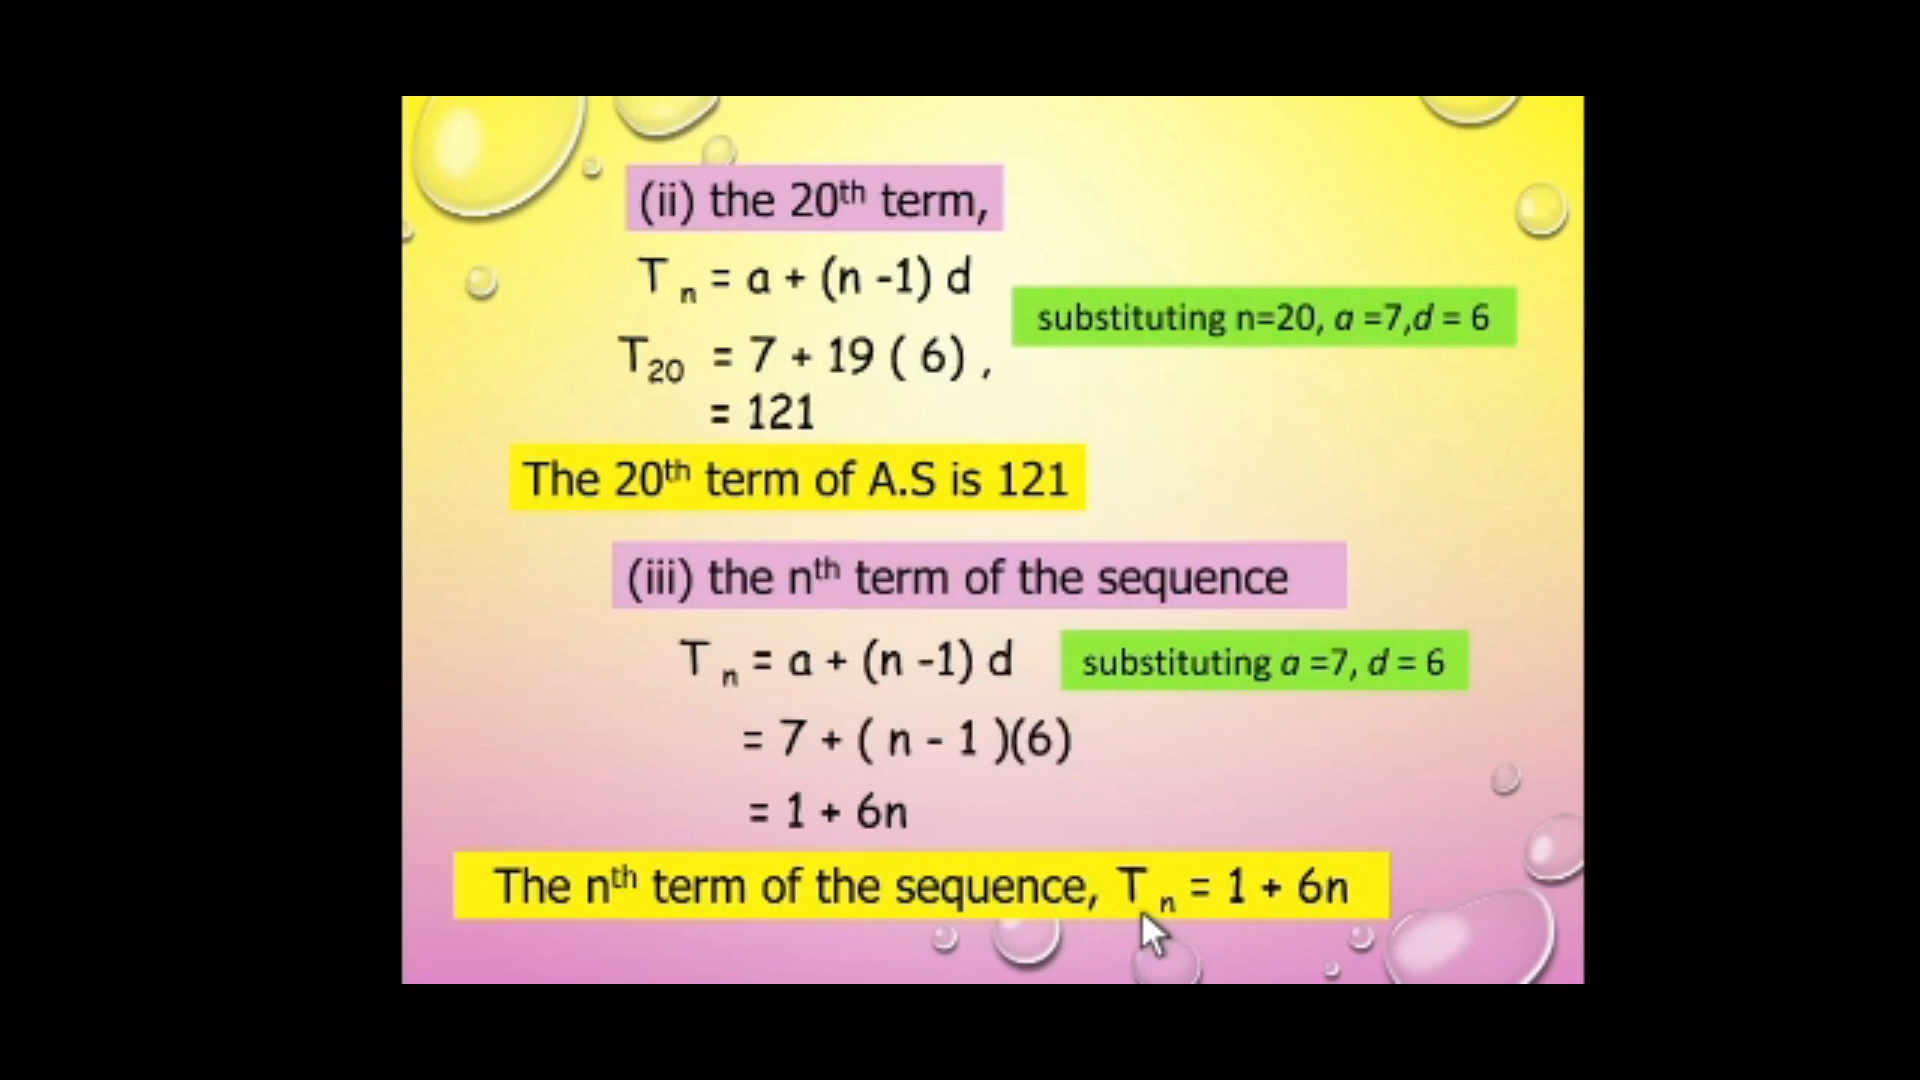 (ii) the 20th term,
T n = a + (n -1) d
substituting n=20, a =7,d = 6
T20 = 7 + 19 ( 6) ,
= 121
The 20th term of A.S is 121
(iii) the nth term of the sequence
T n = a + (n -1) d
substituting a =7, d = 6
= 7 + ( n - 1 )(6)
= 1 + 6n
The nth term of the sequence, T n = 1 + 6n